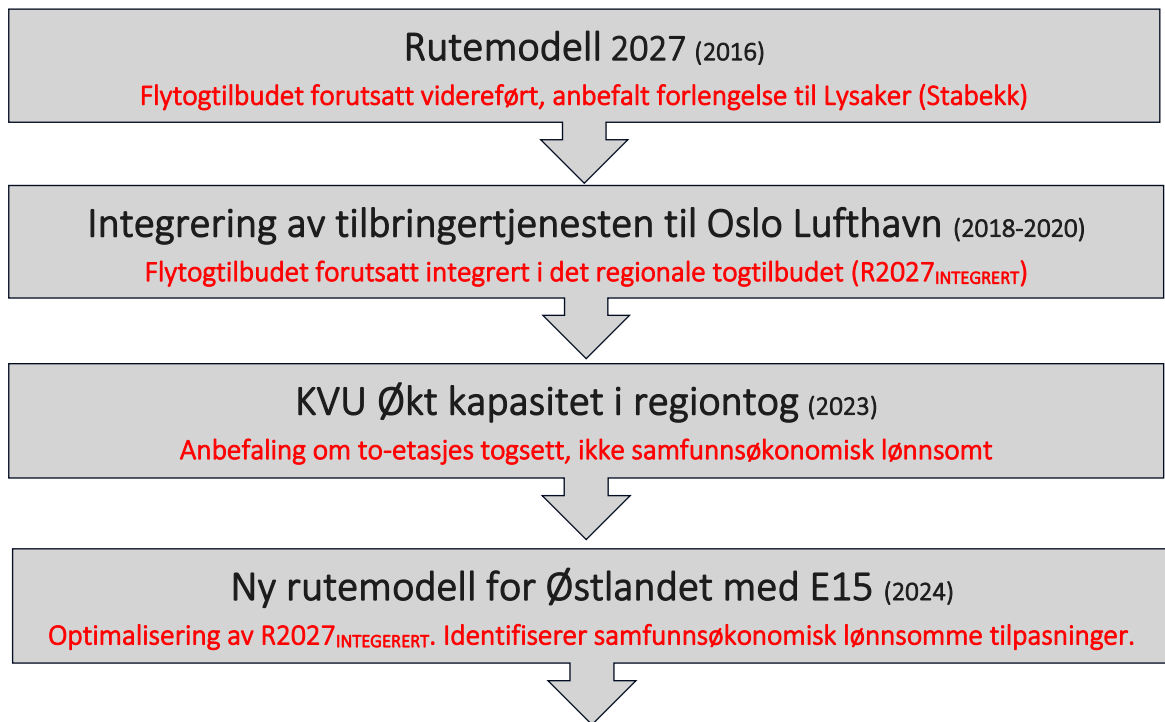 Rutemodell 2027 (2016)
Flytogtilbudet forutsatt videreført, anbefalt forlengelse til Lysaker (Stabekk)
Integrering av tilbringertjenesten til Oslo Lufthavn (2018-2020)
Flytogtilbudet forutsatt integrert i det regionale togtilbudet (R2027INTEGRERT)
KVU Økt kapasitet i regiontog (2023)
Anbefaling om to-etasjes togsett, ikke samfunnsøkonomisk lønnsomt
Ny rutemodell for Østlandet med E15 (2024)
Optimalisering av R2027INTEGERERT. Identifiserer samfunnsøkonomisk lønnsomme tilpasninger.